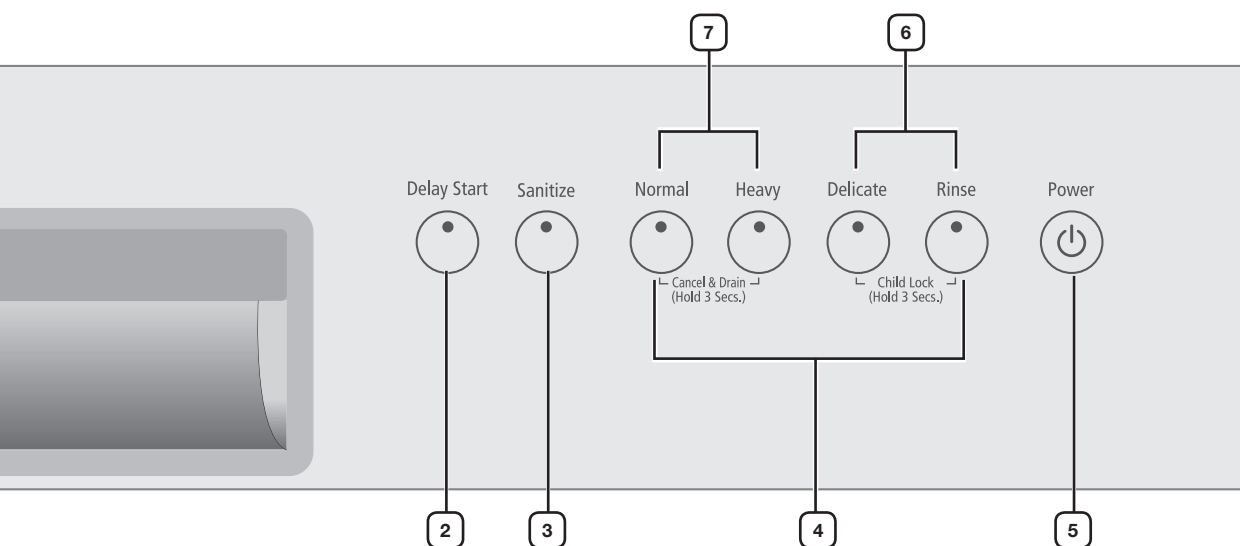 7 6
Delay Start Sanitize Normal Heavy Delicate Rinse Power
Cancel & Drain Child Lock
(Hold 3 Secs.) (Hold 3 Secs.)
2 3 4 5